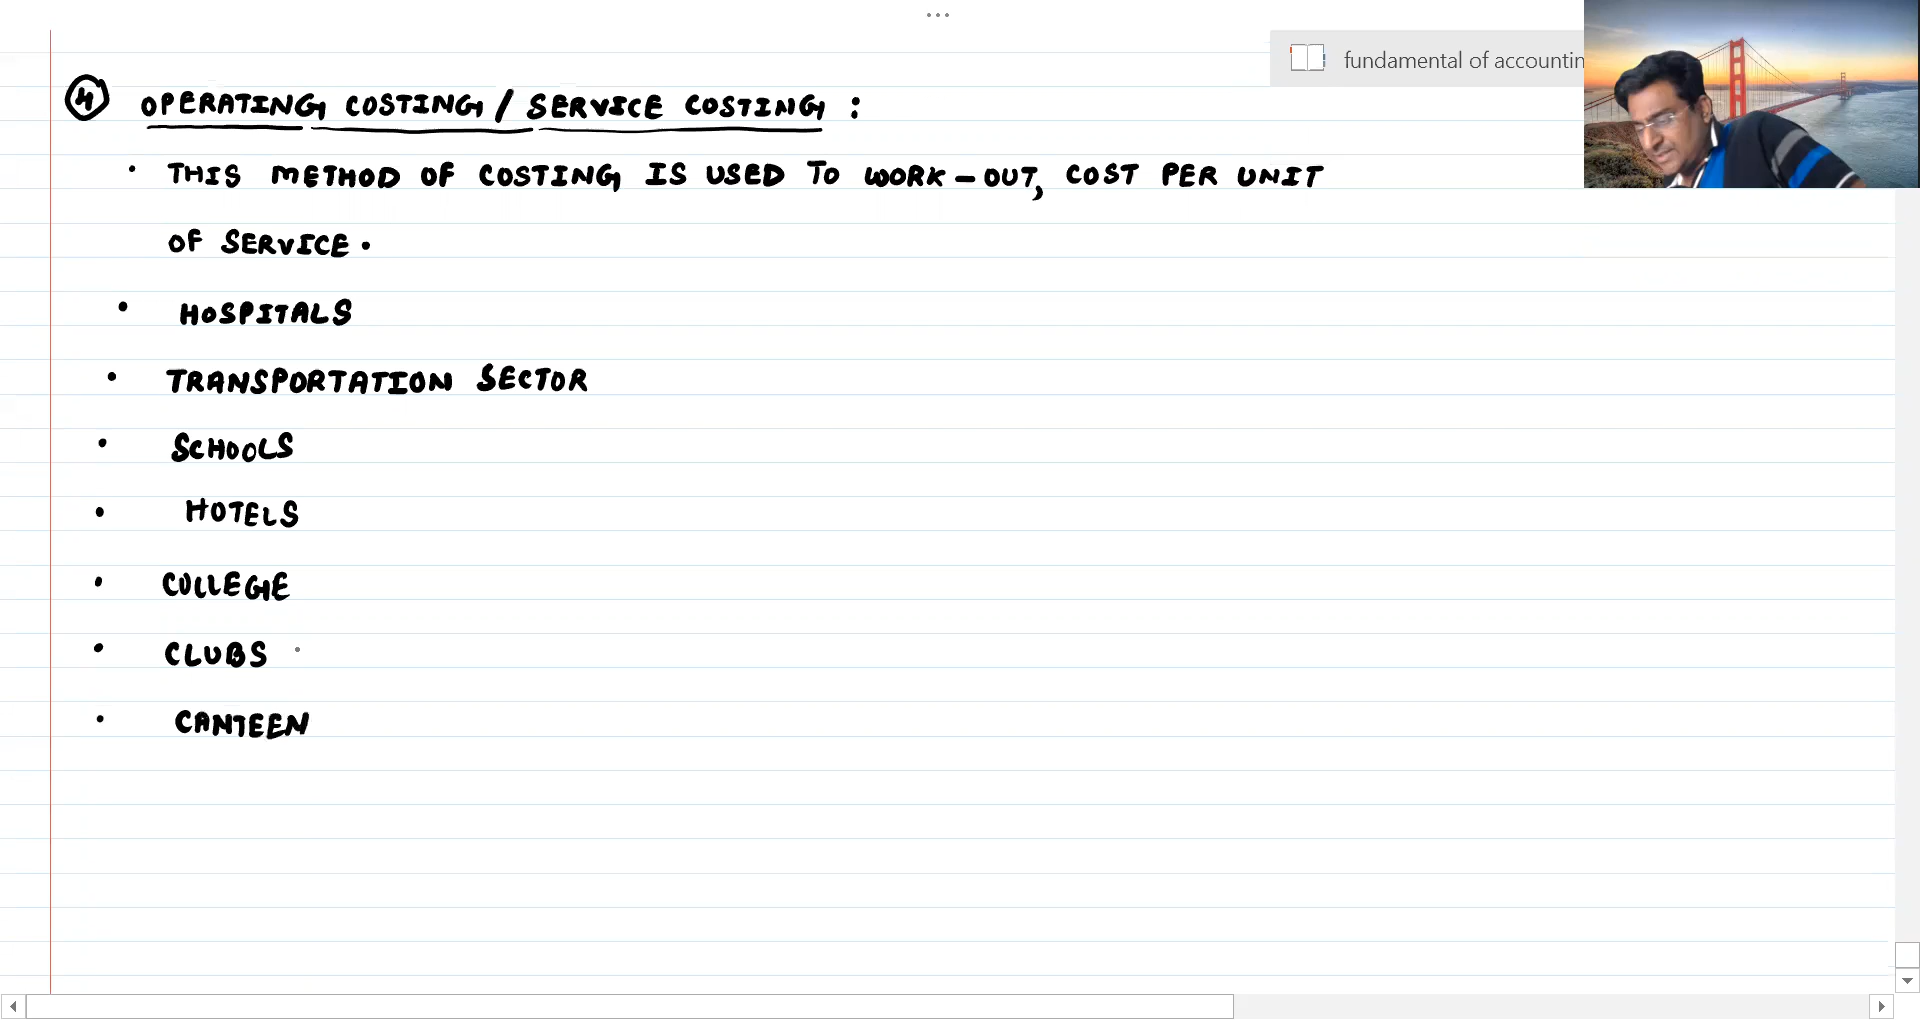 fundamental of accountin
4 OPERATING COSTING / SERVICE COSTING :
• THIS METHOD OF COSTING IS USED TO WORK-OUT, COST PER UNIT
OF SERVICE.
• HOSPITALS
• TRANSPORTATION SECTOR
• SCHOOLS
• HOTELS
• COLLEGE
• CLUBS
• CANTEEN